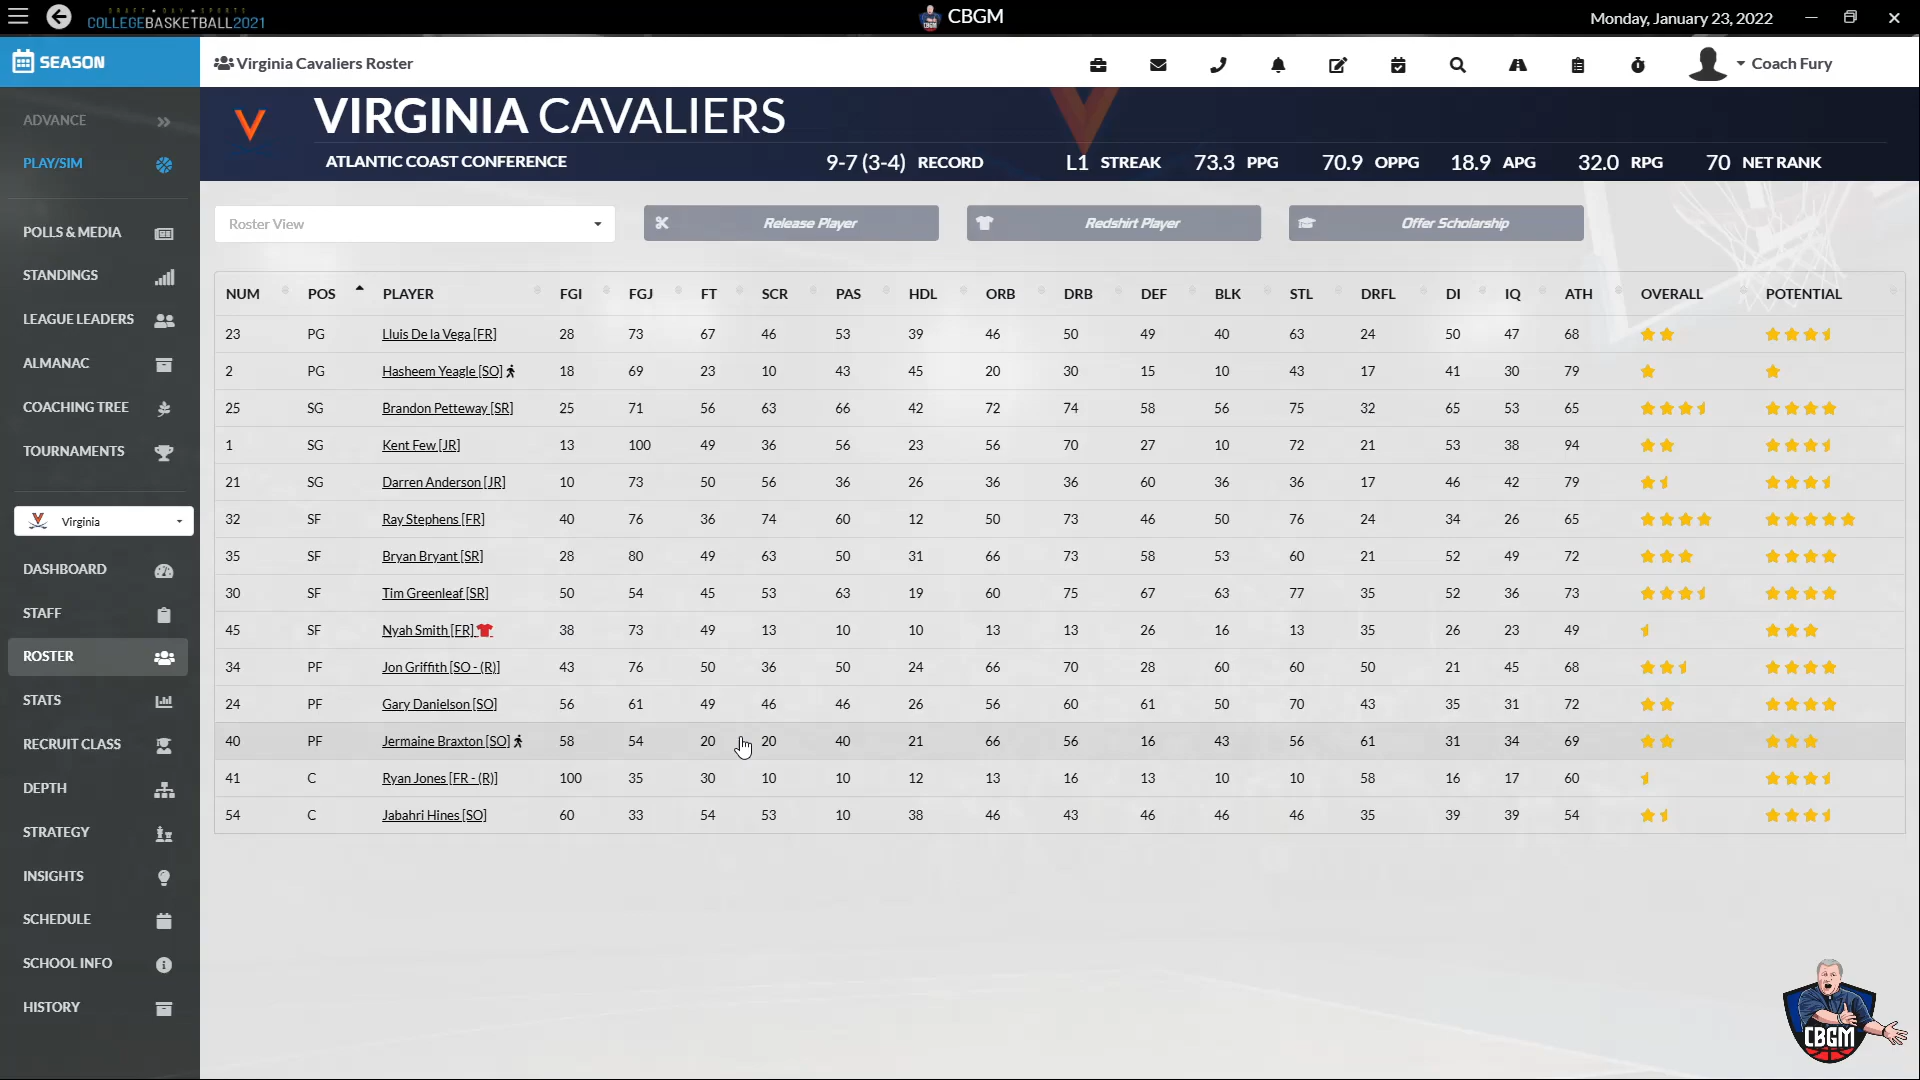 DRAFT DAY SPORTS
COLLEGEBASKETBALL2021
CBGM
Monday, January 23, 2022
SEASON
Virginia Cavaliers Roster
Coach Fury
ADVANCE
PLAY/SIM
POLLS & MEDIA
STANDINGS
LEAGUE LEADERS
ALMANAC
COACHING TREE
TOURNAMENTS
Virginia
DASHBOARD
STAFF
ROSTER
STATS
RECRUIT CLASS
DEPTH
STRATEGY
INSIGHTS
SCHEDULE
SCHOOL INFO
HISTORY
VIRGINIA CAVALIERS
ATLANTIC COAST CONFERENCE 9-7 (3-4) RECORD L1 STREAK 73.3 PPG 70.9 OPPG 18.9 APG 32.0 RPG 70 NET RANK
Roster View Release Player Redshirt Player Offer Scholarship
NUM POS PLAYER FGI FGJ FT SCR PAS HDL ORB DRB DEF BLK STL DRFL DI IQ ATH OVERALL POTENTIAL
23 PG Lluis De la Vega [FR] 28 73 67 46 53 39 46 50 49 40 63 24 50 47 68
2 PG Hasheem Yeagle [SO] 18 69 23 10 43 45 20 30 15 10 43 17 41 30 79
25 SG Brandon Petteway [SR] 25 71 56 63 66 42 72 74 58 56 75 32 65 53 65
1 SG Kent Few [JR] 13 100 49 36 56 23 56 70 27 10 72 21 53 38 94
21 SG Darren Anderson [JR] 10 73 50 56 36 26 36 36 60 36 36 17 46 42 79
32 SF Ray Stephens [FR] 40 76 36 74 60 12 50 73 46 50 76 24 34 26 65
35 SF Bryan Bryant [SR] 28 80 49 63 50 31 66 73 58 53 60 21 52 49 72
30 SF Tim Greenleaf [SR] 50 54 45 53 63 19 60 75 67 63 77 35 52 36 73
45 SF Nyah Smith [FR] 38 73 49 13 10 10 13 13 26 16 13 35 26 23 49
34 PF Jon Griffith [SO - (R)] 43 76 50 36 50 24 66 70 28 60 60 50 21 45 68
24 PF Gary Danielson [SO] 56 61 49 46 46 26 56 60 61 50 70 43 35 31 72
40 PF Jermaine Braxton [SO] 58 54 20 20 40 21 66 56 16 43 56 61 31 34 69
41 C Ryan Jones [FR - (R)] 100 35 30 10 10 12 13 16 13 10 10 58 16 17 60
54 C Jabahri Hines [SO] 60 33 54 53 10 38 46 43 46 46 46 35 39 39 54
CBGM